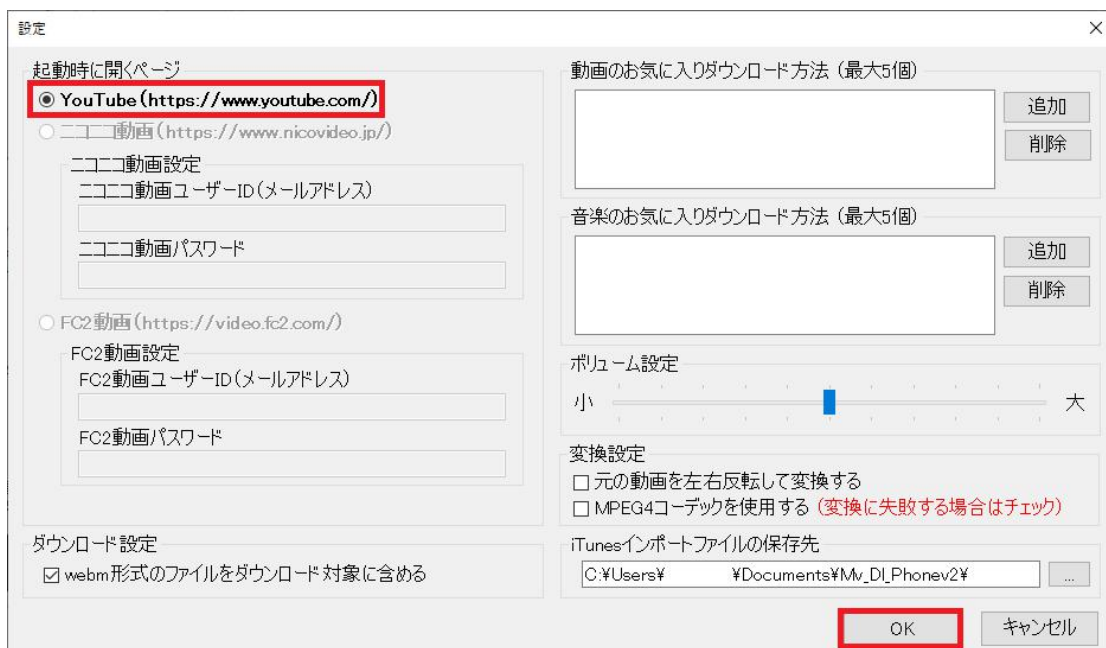 設定
起動時に開くページ
YouTube(https://www.youtube.com/)
ニコニコ動画(https://www.nicovideo.jp/)
ニコニコ動画設定
ニコニコ動画ユーザーID(メールアドレス)
ニコニコ動画パスワード
FC2動画(https://video.fc2.com/)
FC2動画設定
FC2動画ユーザーID(メールアドレス)
FC2動画パスワード
ダウンロード設定
webm形式のファイルをダウンロード対象に含める
動画のお気に入りダウンロード方法（最大5個）
追加
削除
音楽のお気に入りダウンロード方法（最大5個）
追加
削除
ボリューム設定
小 大
変換設定
元の動画を左右反転して変換する
MPEG4コーデックを使用する（変換に失敗する場合はチェック）
iTunesインポートファイルの保存先
C:¥Users¥ ¥Documents¥Mv_Dl_Phonev2¥ ...
OK キャンセル